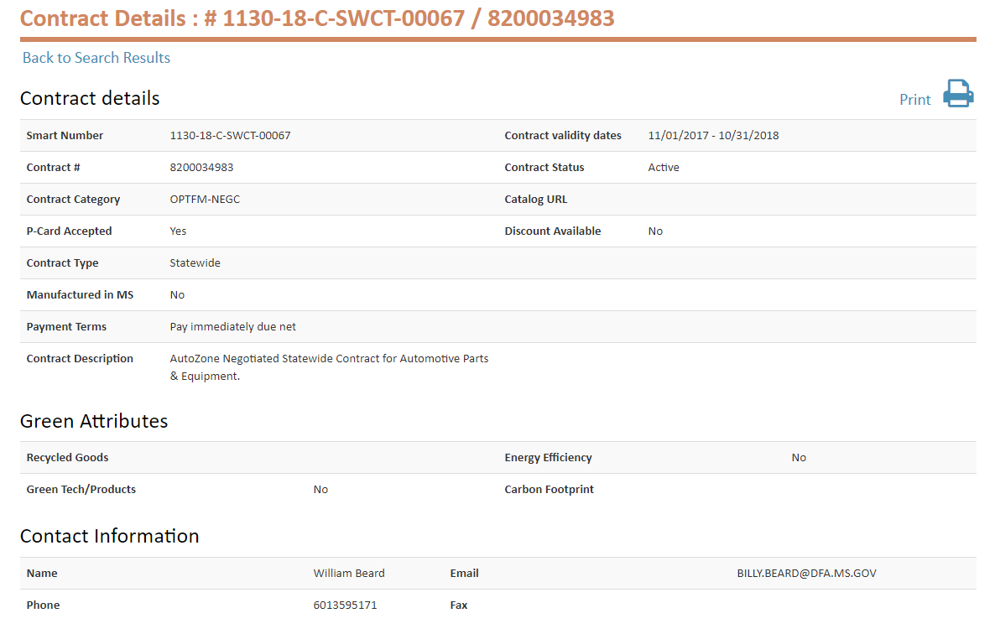 Contract Details : # 1130-18-C-SWCT-00067 / 8200034983
Back to Search Results
Contract details
Print
Smart Number 1130-18-C-SWCT-00067 Contract validity dates 11/01/2017 - 10/31/2018
Contract # 8200034983 Contract Status Active
Contract Category OPTFM-NEGC Catalog URL
P-Card Accepted Yes Discount Available No
Contract Type Statewide
Manufactured in MS No
Payment Terms Pay immediately due net
Contract Description AutoZone Negotiated Statewide Contract for Automotive Parts
& Equipment.
Green Attributes
Recycled Goods Energy Efficiency No
Green Tech/Products No Carbon Footprint
Contact Information
Name William Beard Email BILLY.BEARD@DFA.MS.GOV
Phone 6013595171 Fax